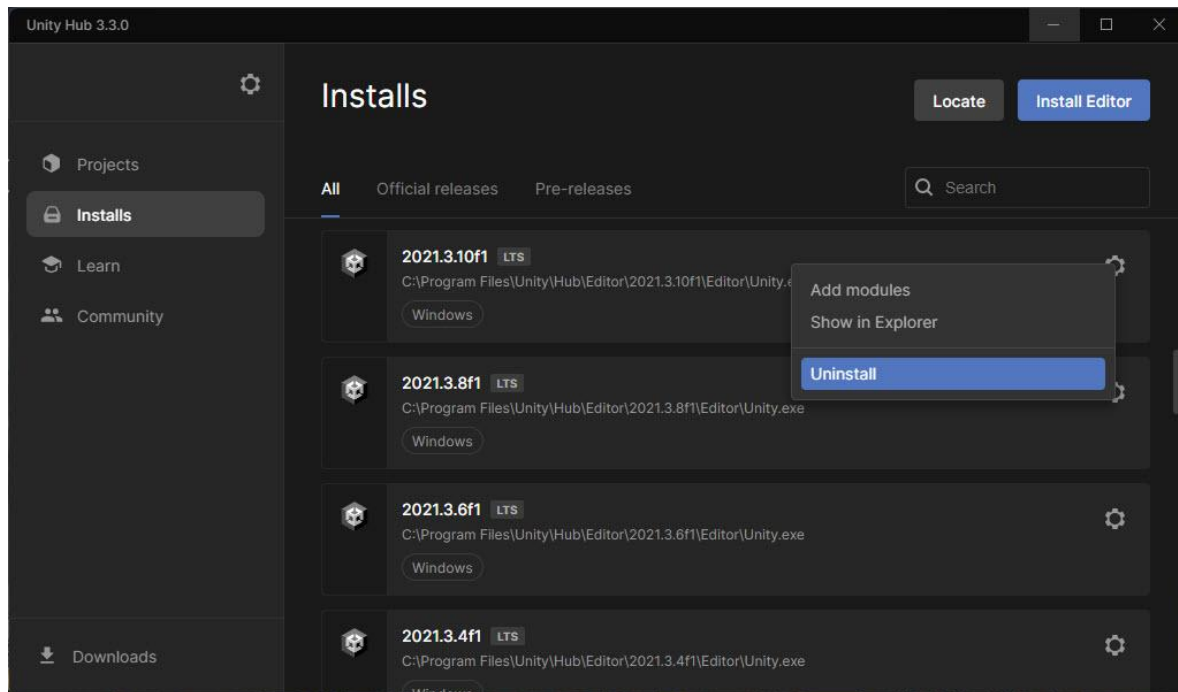 Unity Hub 3.3.0
Installs
Locate
Install Editor
Projects
Installs
Learn
Community
Downloads
All
Official releases
Pre-releases
Search
2021.3.10f1 LTS
C:\Program Files\Unity\Hub\Editor\2021.3.10f1\Editor\Unity.e
Windows
Add modules
Show in Explorer
Uninstall
2021.3.8f1 LTS
C:\Program Files\Unity\Hub\Editor\2021.3.8f1\Editor\Unity.exe
Windows
2021.3.6f1 LTS
C:\Program Files\Unity\Hub\Editor\2021.3.6f1\Editor\Unity.exe
Windows
2021.3.4f1 LTS
C:\Program Files\Unity\Hub\Editor\2021.3.4f1\Editor\Unity.exe
Windows